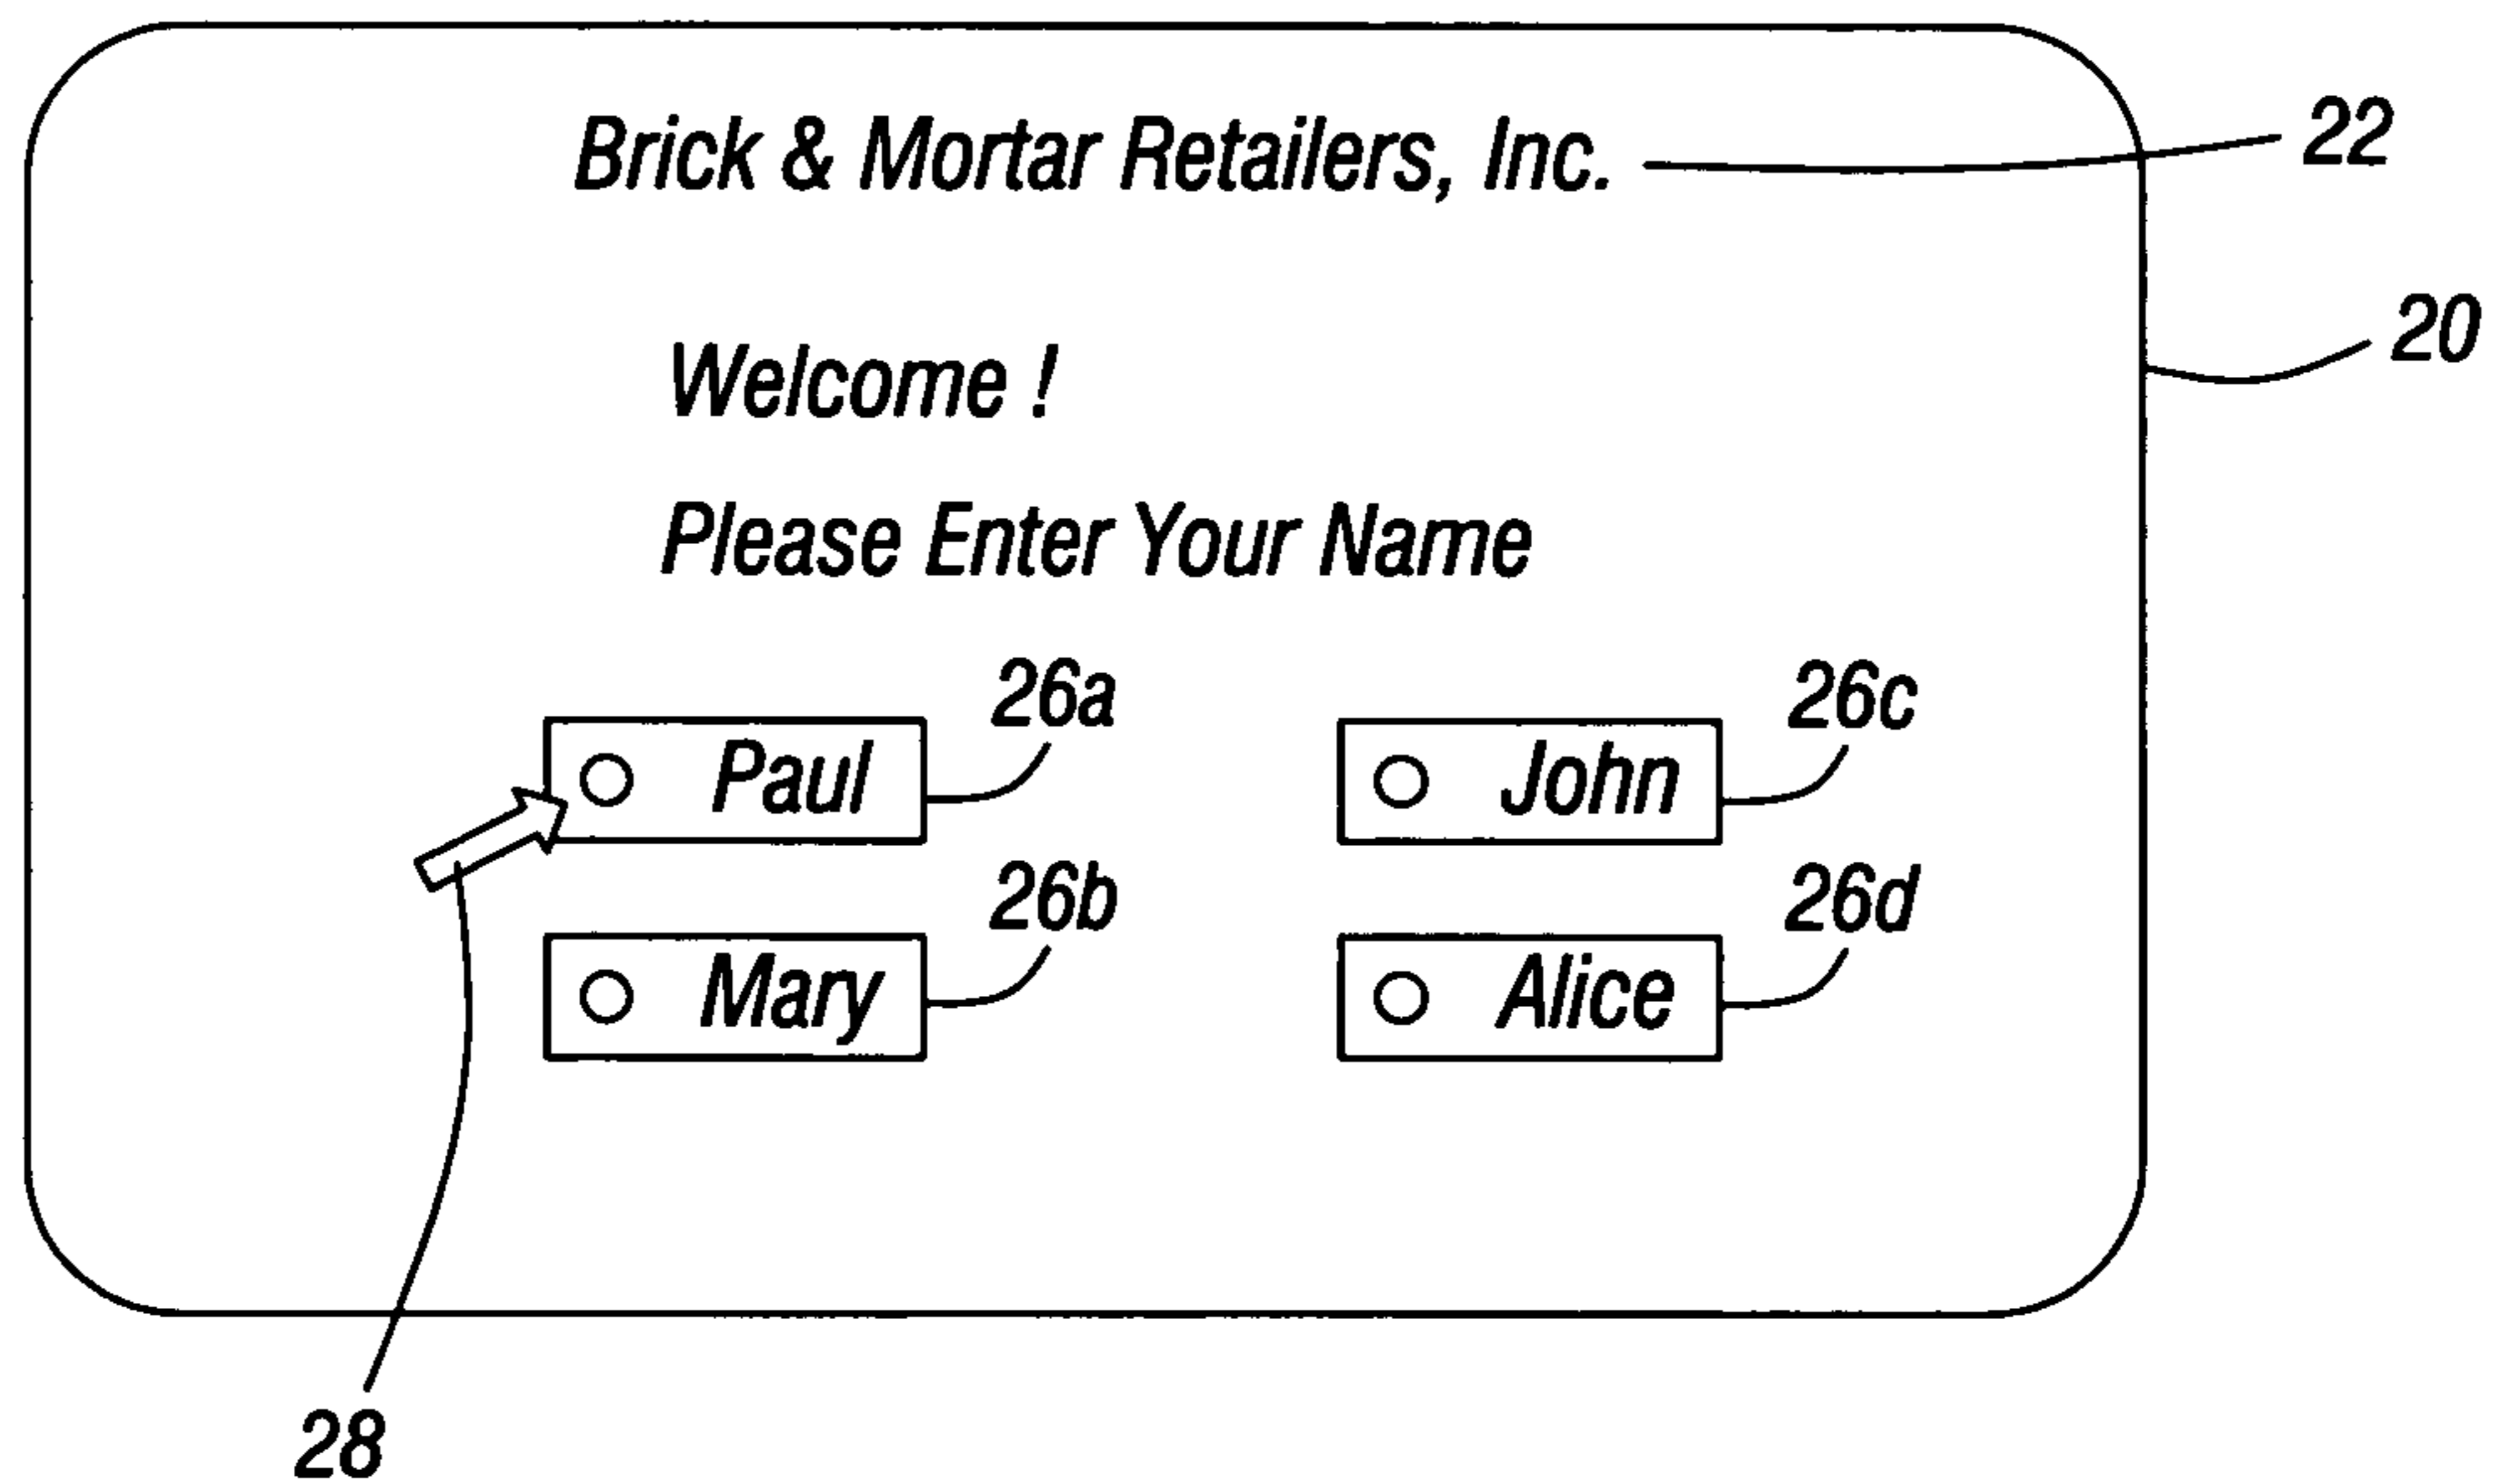 Brick & Mortar Retailers, Inc.
22
20
Welcome !
Please Enter Your Name
26a
26c
Paul
John
26b
26d
Mary
Alice
28